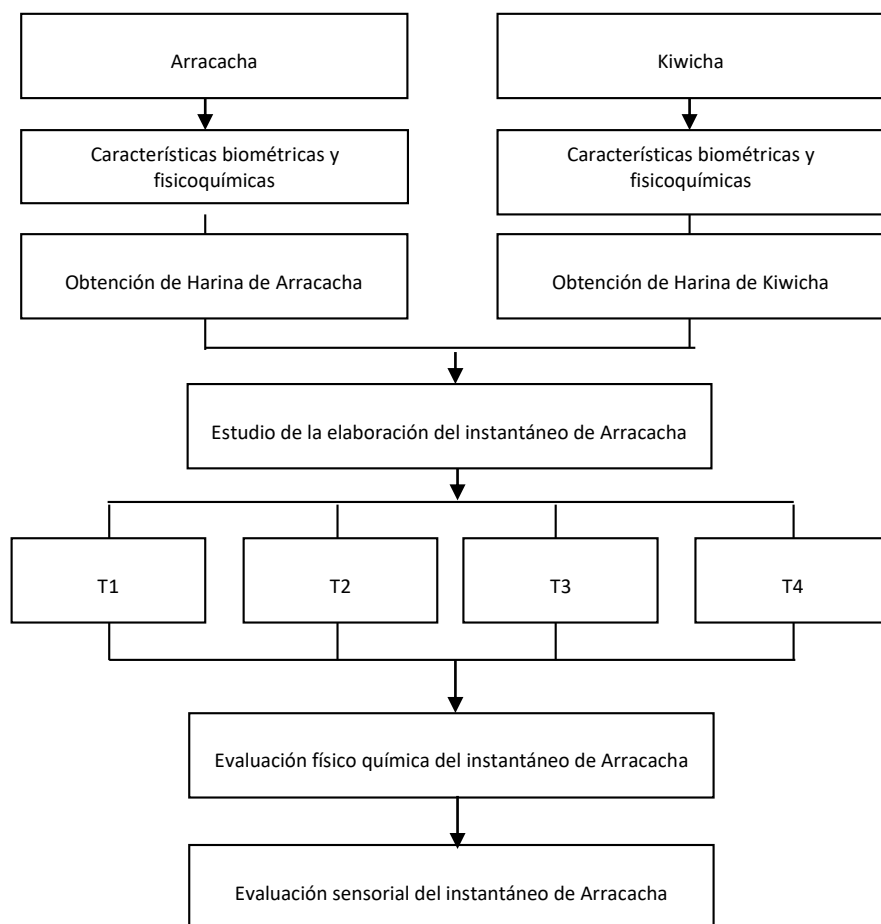 Arracacha
Kiwicha
Características biométricas y
fisicoquímicas
Características biométricas y
fisicoquímicas
Obtención de Harina de Arracacha
Obtención de Harina de Kiwicha
Estudio de la elaboración del instantáneo de Arracacha
T1
T2
T3
T4
Evaluación físico química del instantáneo de Arracacha
Evaluación sensorial del instantáneo de Arracacha